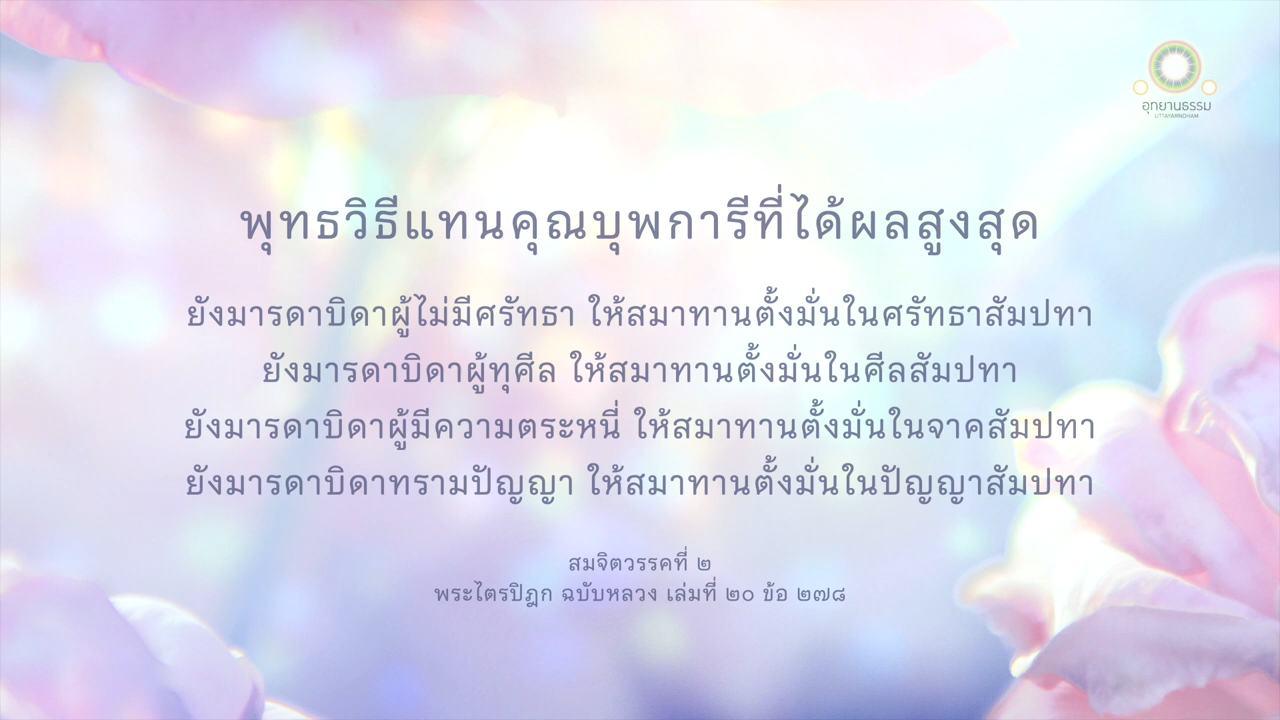 อุทยานธรรม
UTTAYARNDHAM
พุทธวิธีแทนคุณบุพการีที่ได้ผลสูงสุด
ยังมารดาบิดาผู้ไม่มีศรัทธา ให้สมาทานตั้งมั่นในศรัทธาสัมปทา
ยังมารดาบิดาผู้ทุศีล ให้สมาทานตั้งมั่นในศีลสัมปทา
ยังมารดาบิดาผู้มีความตระหนี่ ให้สมาทานตั้งมั่นในจาคสัมปทา
ยังมารดาบิดาทรามปัญญา ให้สมาทานตั้งมั่นในปัญญาสัมปทา
สมจิตวรรคที่ ๒
พระไตรปิฎก ฉบับหลวง เล่มที่ ๒๐ ข้อ ๒๗๘